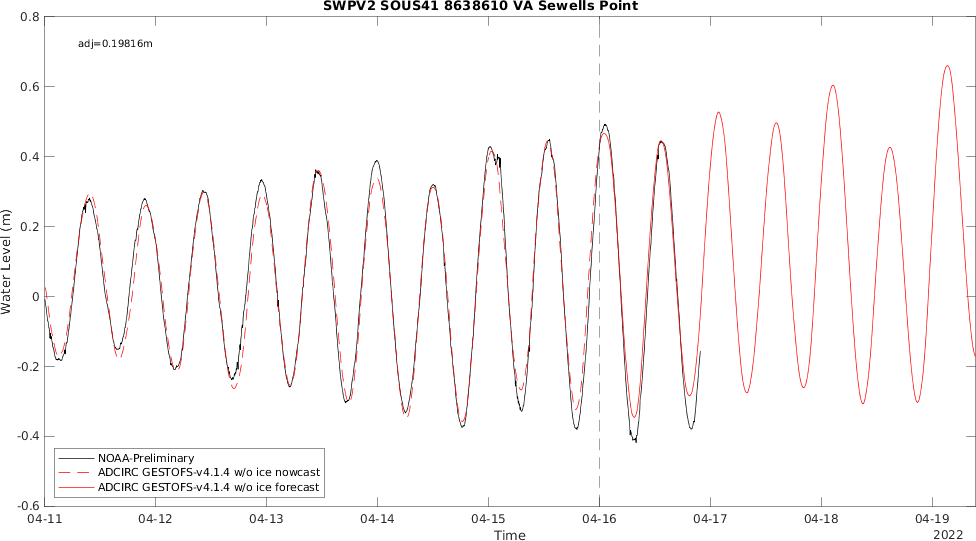 SWPV2 SOUS41 8638610 VA Sewells Point
adj=0.19816m
0.8
0.6
0.4
0.2
0
-0.2
-0.4
-0.6
Water Level (m)
NOAA-Preliminary
ADCIRC GESTOFS-v4.1.4 w/o ice nowcast
ADCIRC GESTOFS-v4.1.4 w/o ice forecast
04-11 04-12 04-13 04-14 04-15 04-16 04-17 04-18 04-19
Time
2022